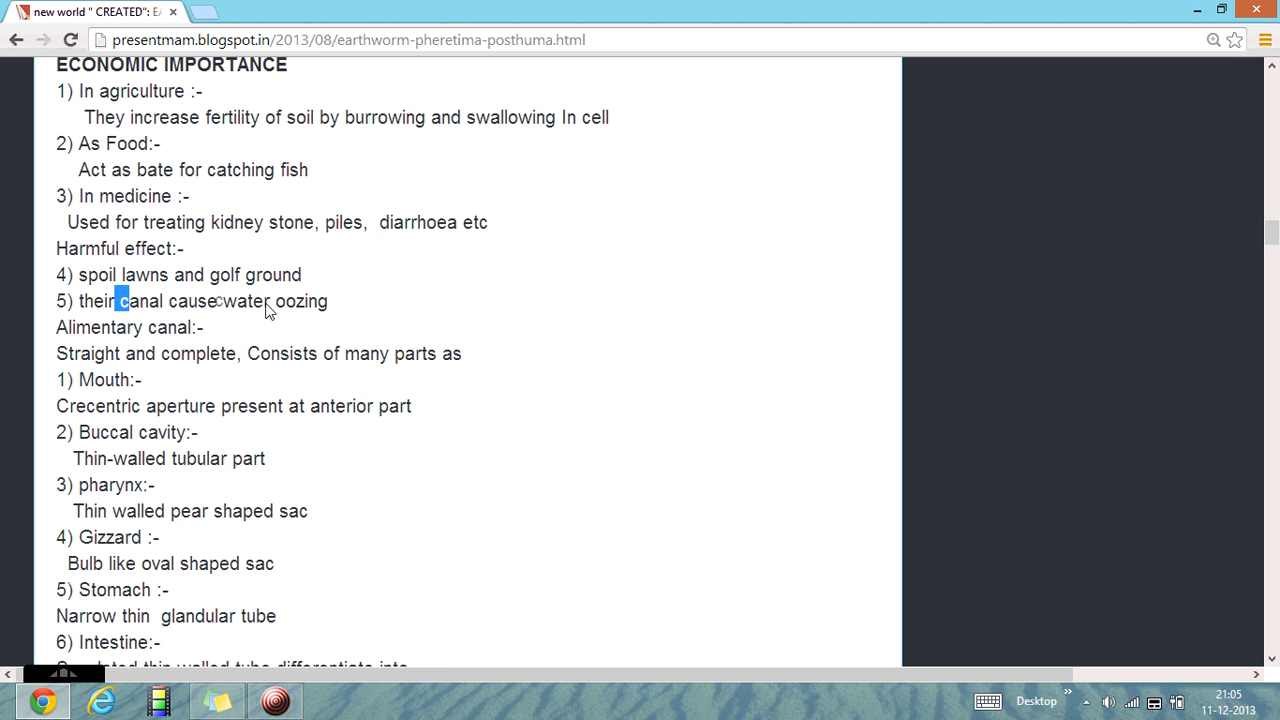 new world " CREATED": EA
presentmam.blogspot.in/2013/08/earthworm-pheretima-posthuma.html
ECONOMIC IMPORTANCE
1) In agriculture :-
They increase fertility of soil by burrowing and swallowing In cell
2) As Food:-
Act as bate for catching fish
3) In medicine :-
Used for treating kidney stone, piles, diarrhoea etc
Harmful effect:-
4) spoil lawns and golf ground
5) their canal cause water oozing
Alimentary canal:-
Straight and complete, Consists of many parts as
1) Mouth:-
Crecentric aperture present at anterior part
2) Buccal cavity:-
Thin-walled tubular part
3) pharynx:-
Thin walled pear shaped sac
4) Gizzard :-
Bulb like oval shaped sac
5) Stomach :-
Narrow thin glandular tube
6) Intestine:-
thin walled tube differentiate into
Desktop
21:05
11-12-2013